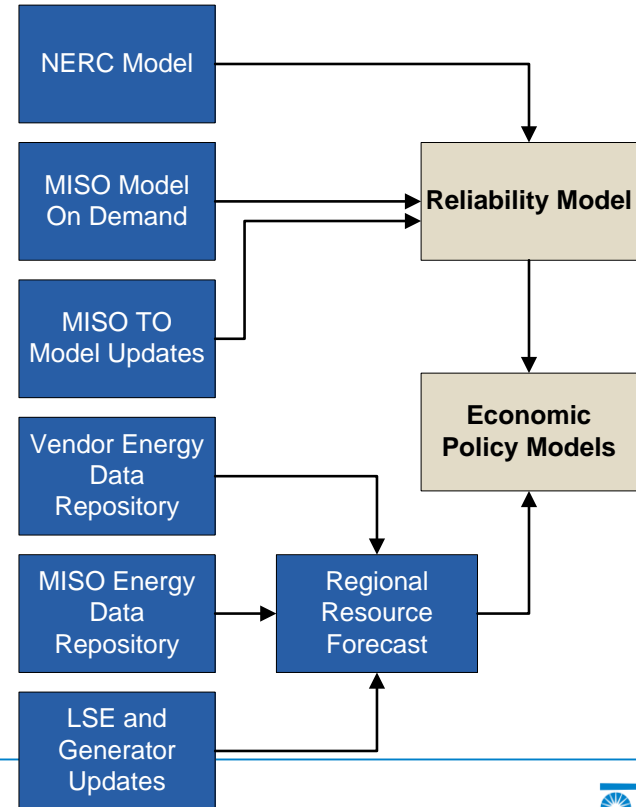 NERC Model
MISO Model
On Demand
Reliability Model
MISO TO
Model Updates
Economic
Policy Models
Vendor Energy
Data
Repository
MISO Energy
Data
Repository
Regional
Resource
Forecast
LSE and
Generator
Updates